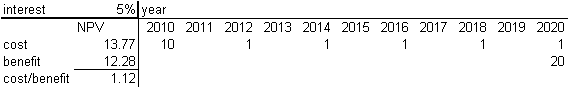 interest 5% year
NPV 2010 2011 2012 2013 2014 2015 2016 2017 2018 2019 2020
cost 13.77 10 1 1 1 1 1
benefit 12.28 20
cost/benefit 1.12